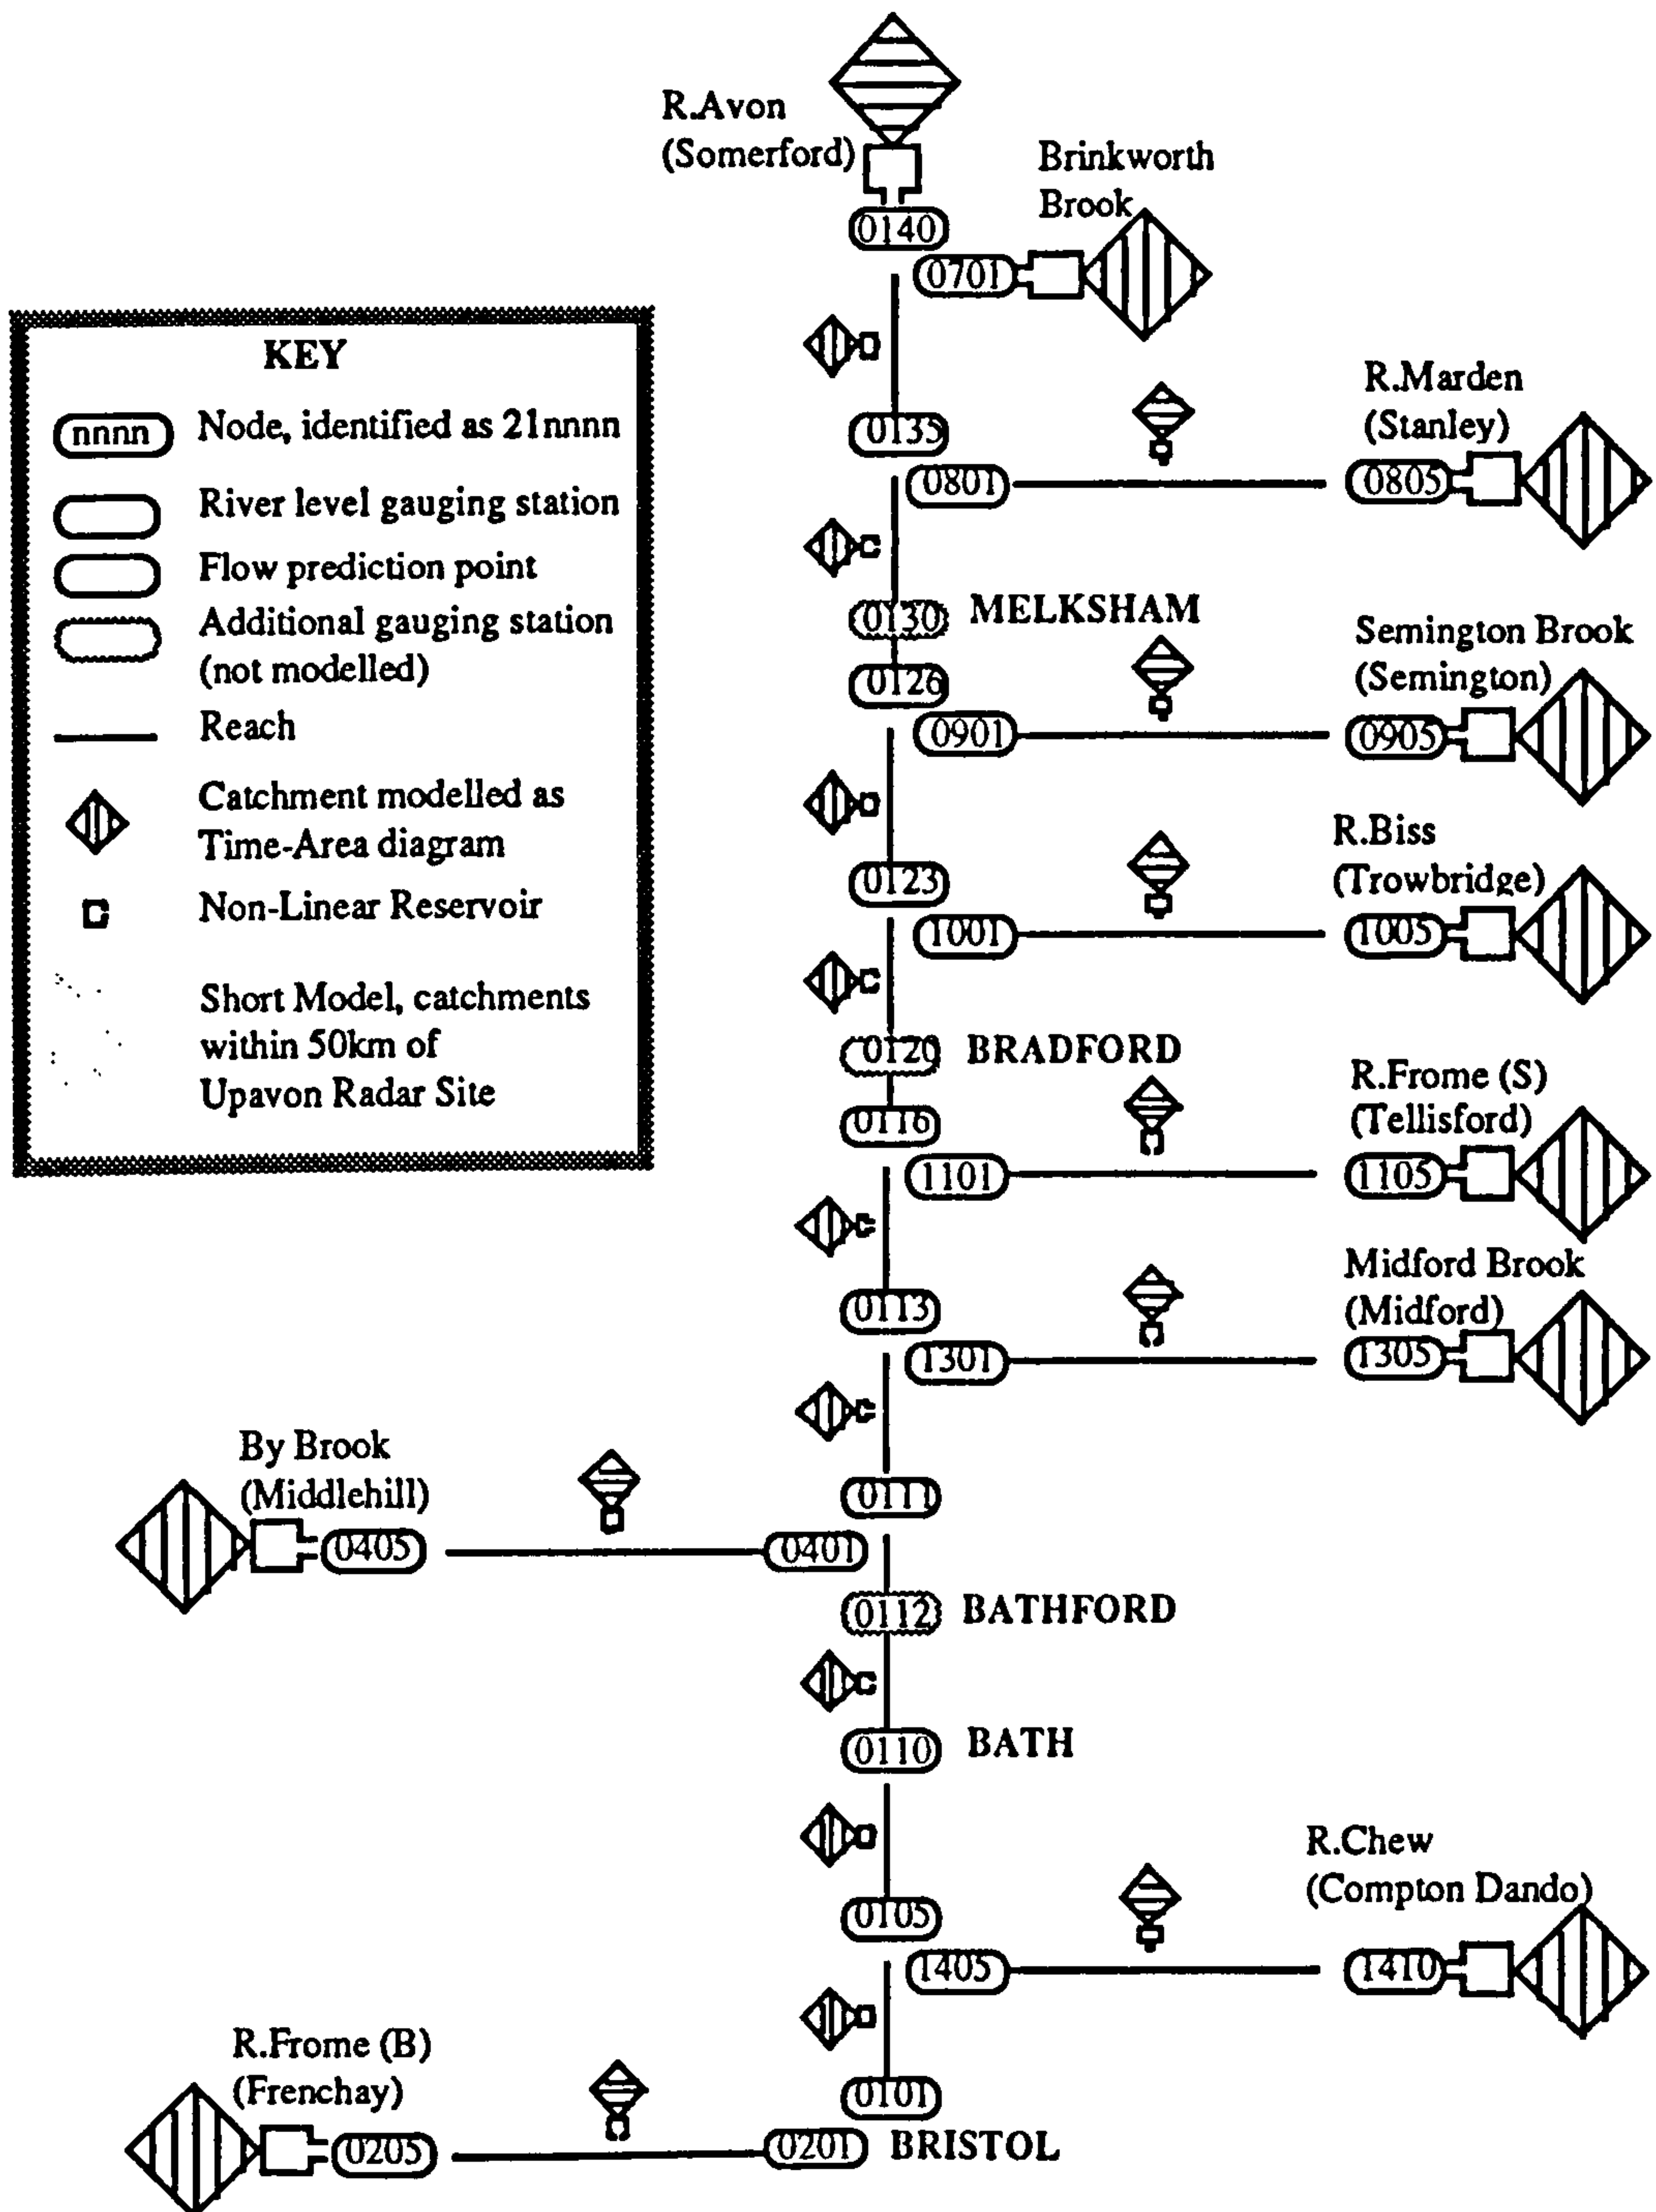 R.Avon
(Somerford)
0140
Brinkworth
Brook
0701
KEY
nnnn Node, identified as 21nnnn
River level gauging station
Flow prediction point
Additional gauging station
(not modelled)
Reach
Catchment modelled as
Time-Area diagram
Non-Linear Reservoir
Short Model, catchments
within 50km of
Upavon Radar Site
0135
R.Marden
(Stanley)
0801
0805
0130 MELKSHAM
0126
Semington Brook
(Semington)
0901
0905
0123
R.Biss
(Trowbridge)
1001
1005
0120 BRADFORD
0116
R.Frome (S)
(Tellisford)
1101
1105
0113
Midford Brook
(Midford)
1301
1305
By Brook
(Middlehill)
0111
0405
0401
0112 BATHFORD
0110 BATH
0105
R.Chew
(Compton Dando)
1405
1410
R.Frome (B)
(Frenchay)
0101
0205
0201 BRISTOL